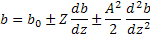 b = b₀ ± Z db/dz ± A²/2 d²b/dz²